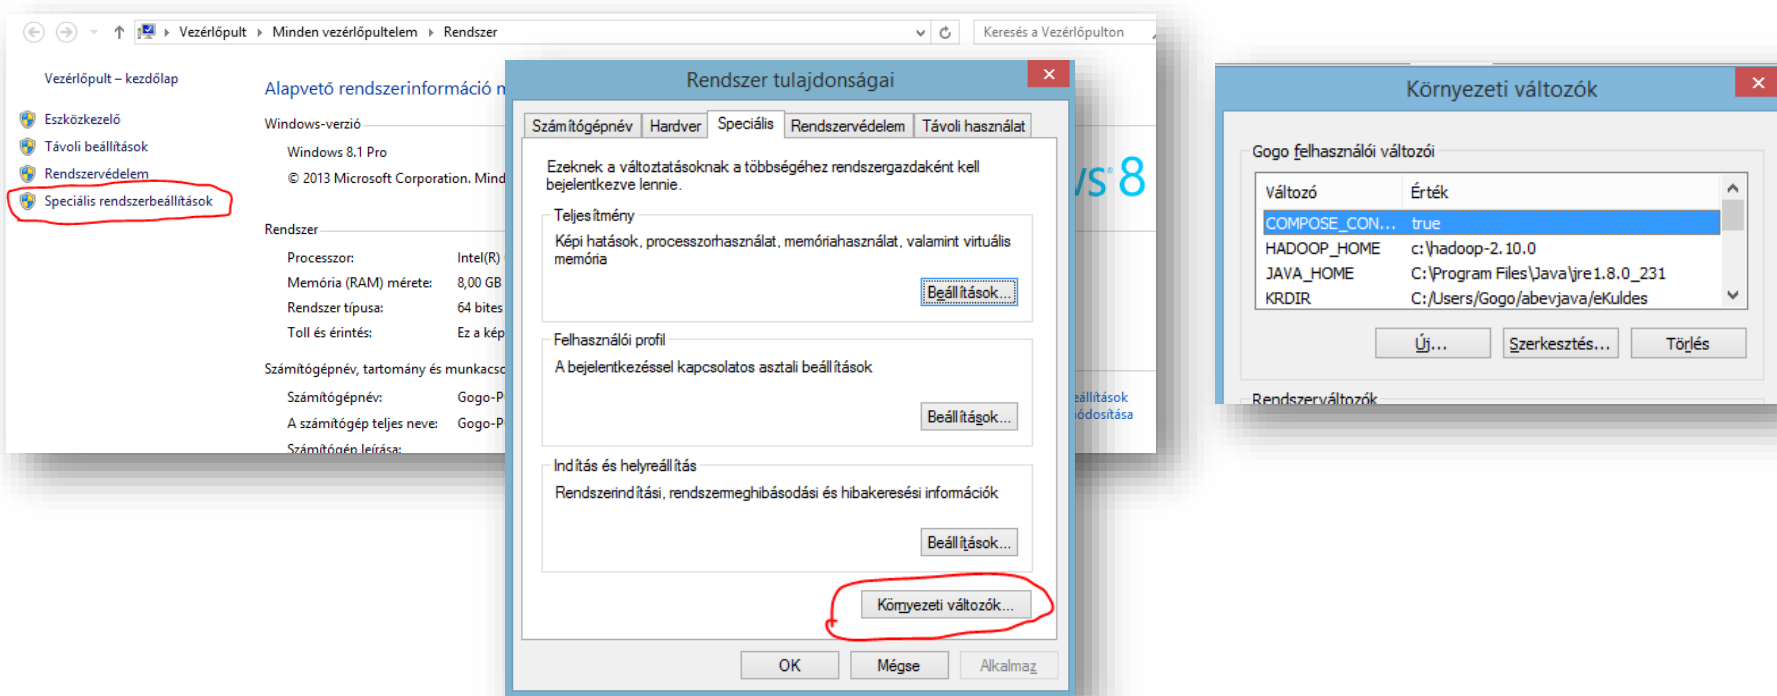 Vezérlőpult
Minden vezérlőpultelem
Rendszer
Keresés a Vezérlőpulton
Vezérlőpult – kezdőlap
Eszközkezelő
Távoli beállítások
Rendszervédelem
Speciális rendszerbeállítások
Alapvető rendszerinformáció
Windows-verzió
Windows 8.1 Pro
© 2013 Microsoft Corporation. Mind
8
Rendszer
Processzor: Intel(R)
Memória (RAM) mérete: 8,00 GB
Rendszer típusa: 64 bites
Toll és érintés: Ez a kép
Számítógépnév, tartomány és munkacso
Számítógépnév: Gogo-P
A számítógép teljes neve: Gogo-P
Számítógép leírása:
Rendszer tulajdonságai
Számítógépnév
Hardver
Speciális
Rendszervédelem
Távoli használat
Ezeknek a változtatásoknak a többségéhez rendszergazdaként kell
bejelentkezve lennie.
Teljesítmény
Képi hatások, processzorhasználat, memóriahasználat, valamint virtuális
memória
Beállítások...
Felhasználói profil
A bejelentkezéssel kapcsolatos asztali beállítások
Beállítások...
Indítás és helyreállítás
Rendszerindítási, rendszermeghibásodási és hibakeresési információk
Beállítások...
Környezeti változók...
OK
Mégse
Alkalmaz
Környezeti változók
Gogo felhasználói változói
Változó Érték
COMPOSE_CON... true
HADOOP_HOME c:\hadoop-2.10.0
JAVA_HOME C:\Program Files\Java\jre1.8.0_231
KRDIR C:/Users/Gogo/abevjava/eKuldes
Új...
Szerkesztés...
Törlés
Rendszerváltozók